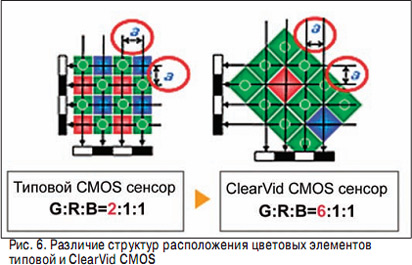 a
a
a
a
Типовой CMOS сенсор
G:R:B=2:1:1
ClearVid CMOS сенсор
G:R:B=6:1:1
Рис. 6. Различие структур расположения цветовых элементов
типовой и ClearVid CMOS